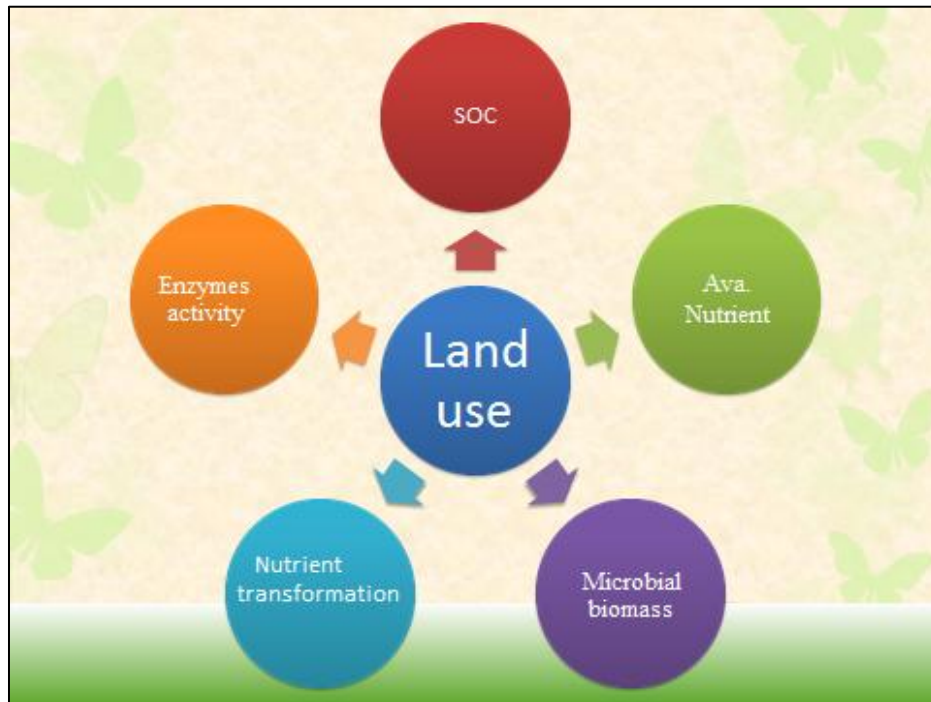 SOC
Ava.
Nutrient
Microbial
biomass
Nutrient
transformation
Enzymes
activity
Land
use